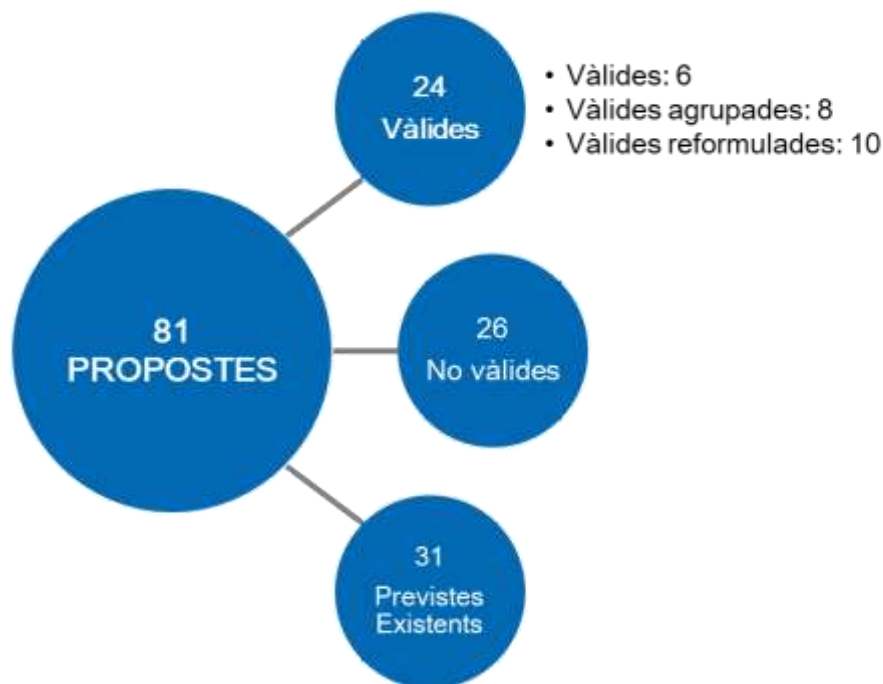 81
PROPOSTES
24
Vàlides
• Vàlides: 6
• Vàlides agrupades: 8
• Vàlides reformulades: 10
26
No vàlides
31
Previstes
Existents